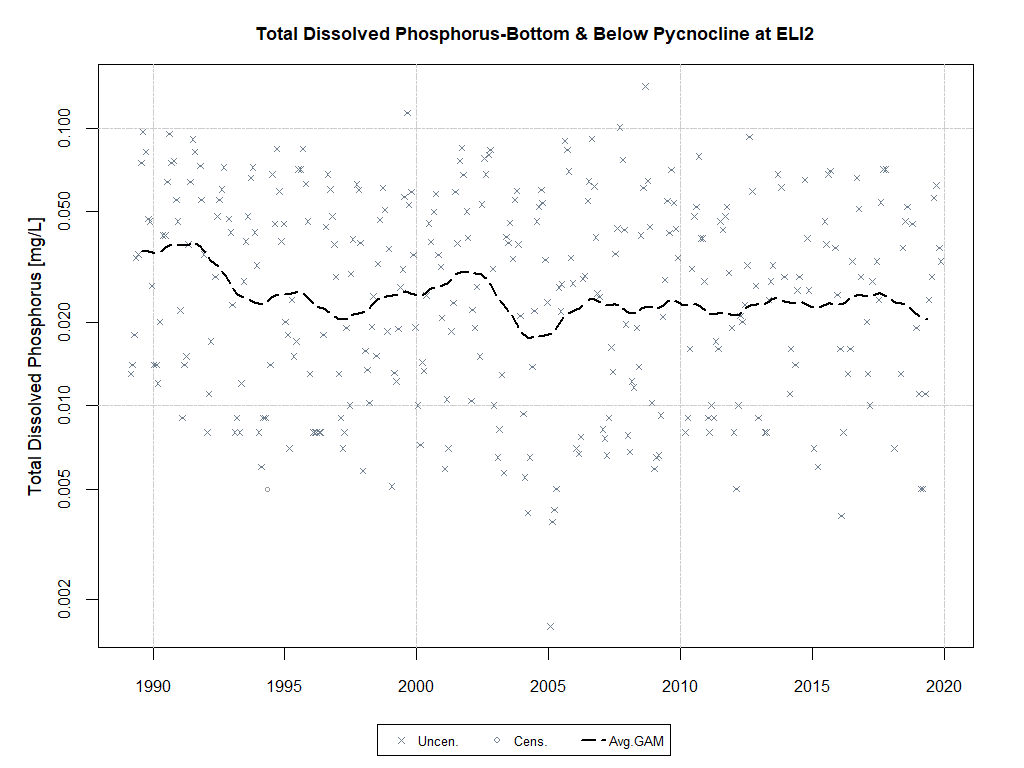 Total Dissolved Phosphorus-Bottom & Below Pycnocline at ELI2
Total Dissolved Phosphorus [mg/L]
0.100
0.050
0.020
0.010
0.005
0.002
1990 1995 2000 2005 2010 2015 2020
Uncen. Cens. Avg.GAM